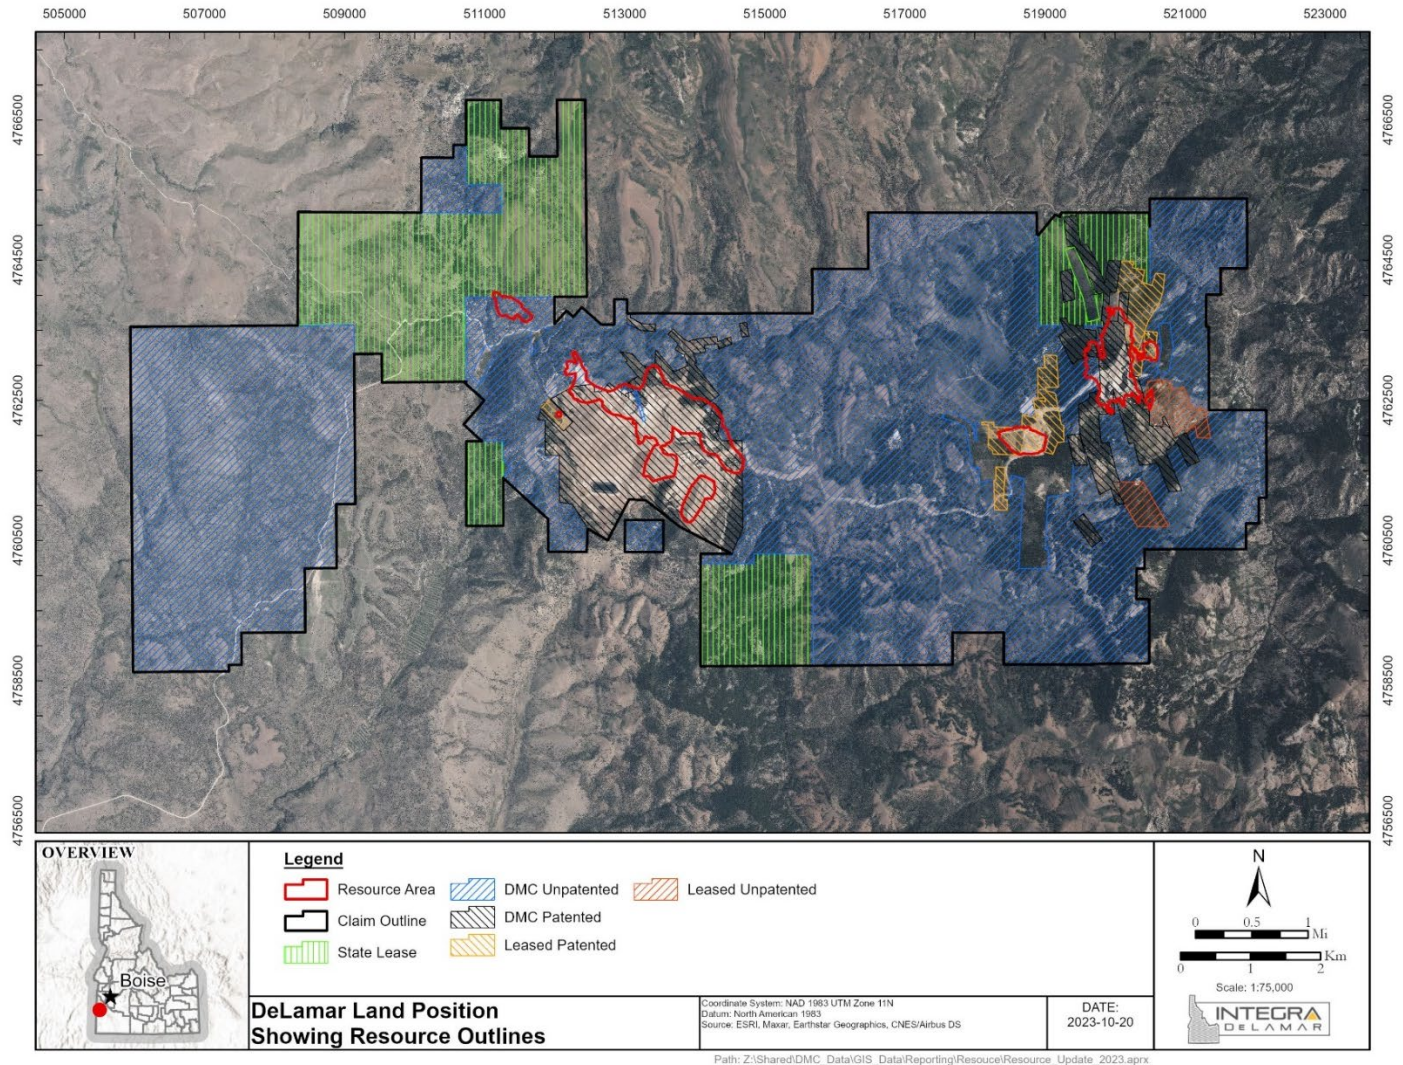 505000 507000 509000 511000 513000 515000 517000 519000 521000 523000
4766500 4766500
4764500 4764500
4762500 4762500
4760500 4760500
4758500 4758500
4756500 4756500
OVERVIEW
Boise
Legend
Resource Area DMC Unpatented Leased Unpatented
Claim Outline DMC Patented
State Lease Leased Patented
N
0 0.5 1
Mi
Km
0 1 2
Scale: 1:75,000
INTEGRA
DELAMAR
DeLamar Land Position
Showing Resource Outlines
Coordinate System: NAD 1983 UTM Zone 11N
Datum: North American 1983
Source: ESRI, Maxar, Earthstar Geographics, CNES/Airbus DS
DATE:
2023-10-20
Path: Z:\Shared\DMC_Data\GIS_Data\Reporting\Resouce\Resource_Update_2023.aprx